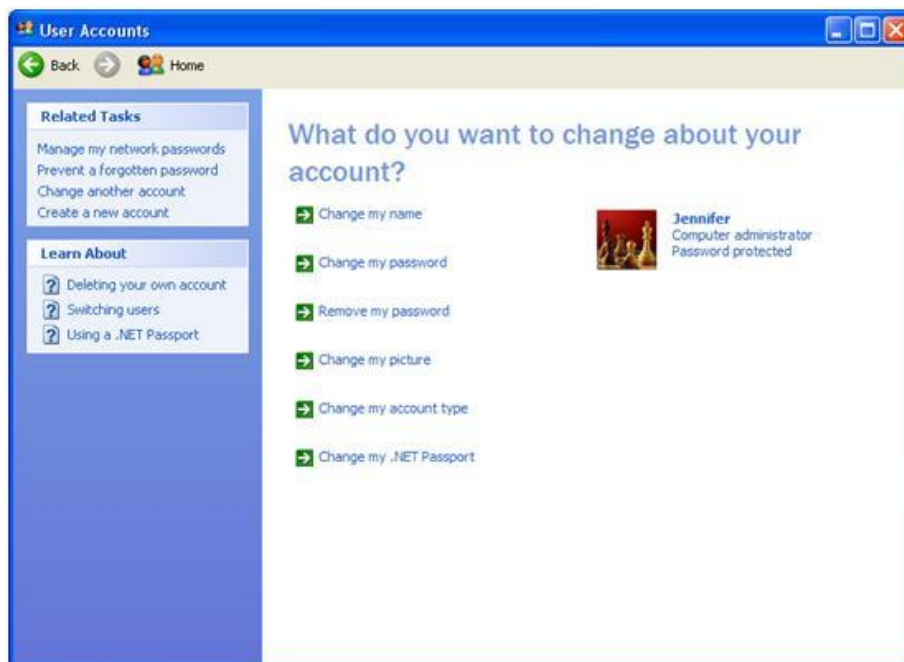 User Accounts
Back Home
Related Tasks
Manage my network passwords
Prevent a forgotten password
Change another account
Create a new account
Learn About
Deleting your own account
Switching users
Using a .NET Passport
What do you want to change about your
account?
Change my name
Change my password
Remove my password
Change my picture
Change my account type
Change my .NET Passport
Jennifer
Computer administrator
Password protected